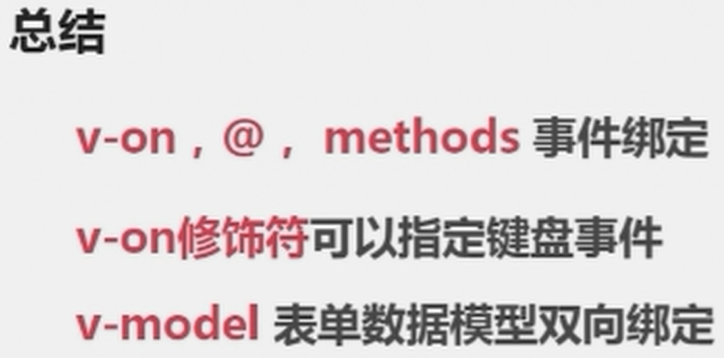 总结
v-on，@， methods 事件绑定
v-on修饰符可以指定键盘事件
v-model 表单数据模型双向绑定